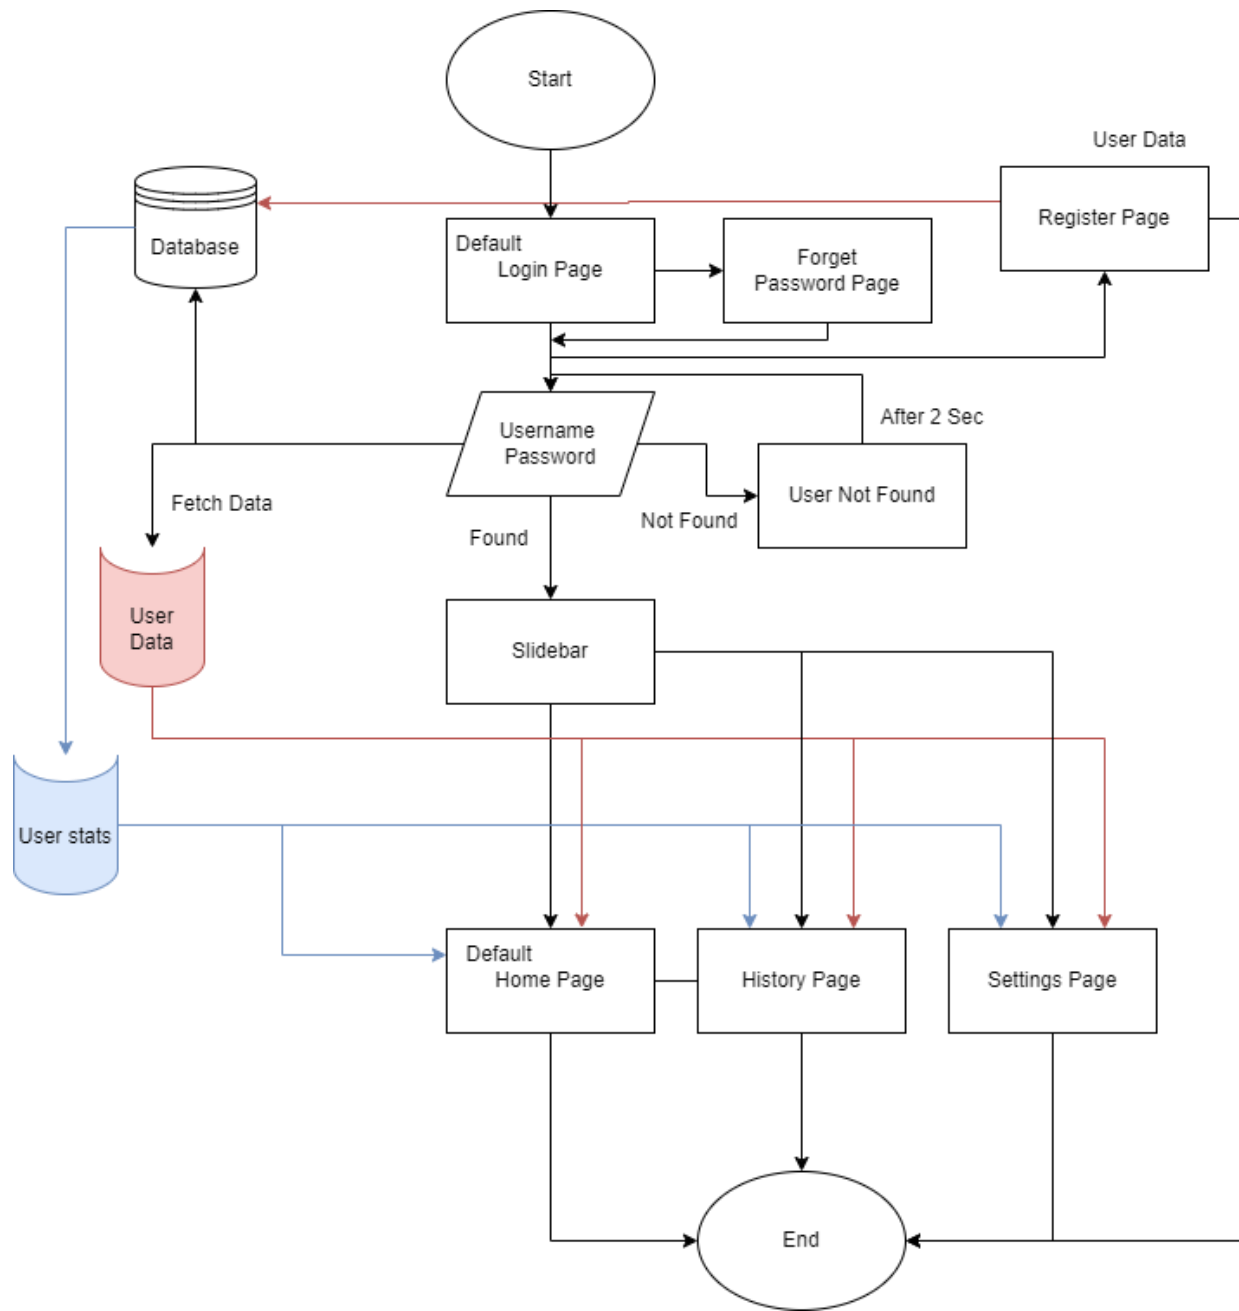 Start
User Data
Register Page
Database
Default
Login Page
Forget
Password Page
After 2 Sec
Username
Password
User Not Found
Fetch Data
Not Found
Found
User
Data
Slidebar
User stats
Default
Home Page
History Page
Settings Page
End